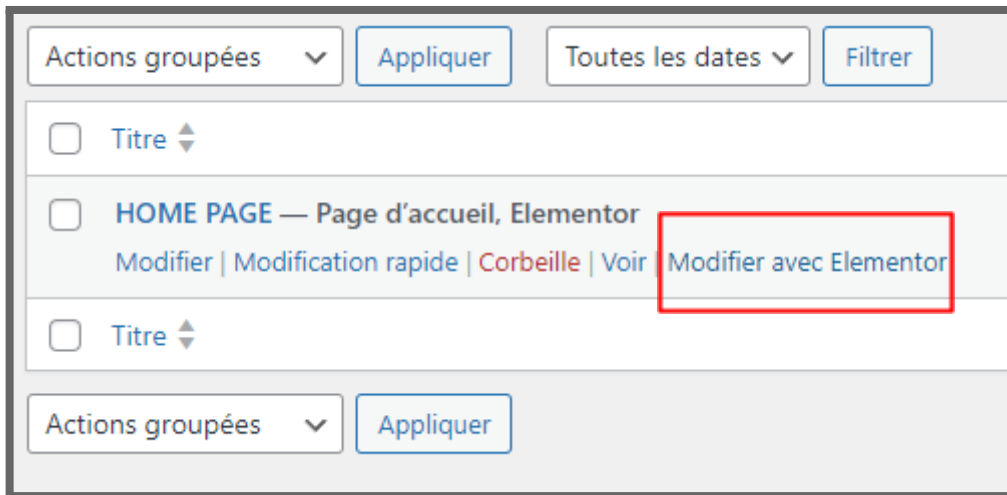 Actions groupées Appliquer Toutes les dates Filtrer
Titre
HOME PAGE — Page d’accueil, Elementor
Modifier | Modification rapide | Corbeille | Voir | Modifier avec Elementor
Titre
Actions groupées Appliquer